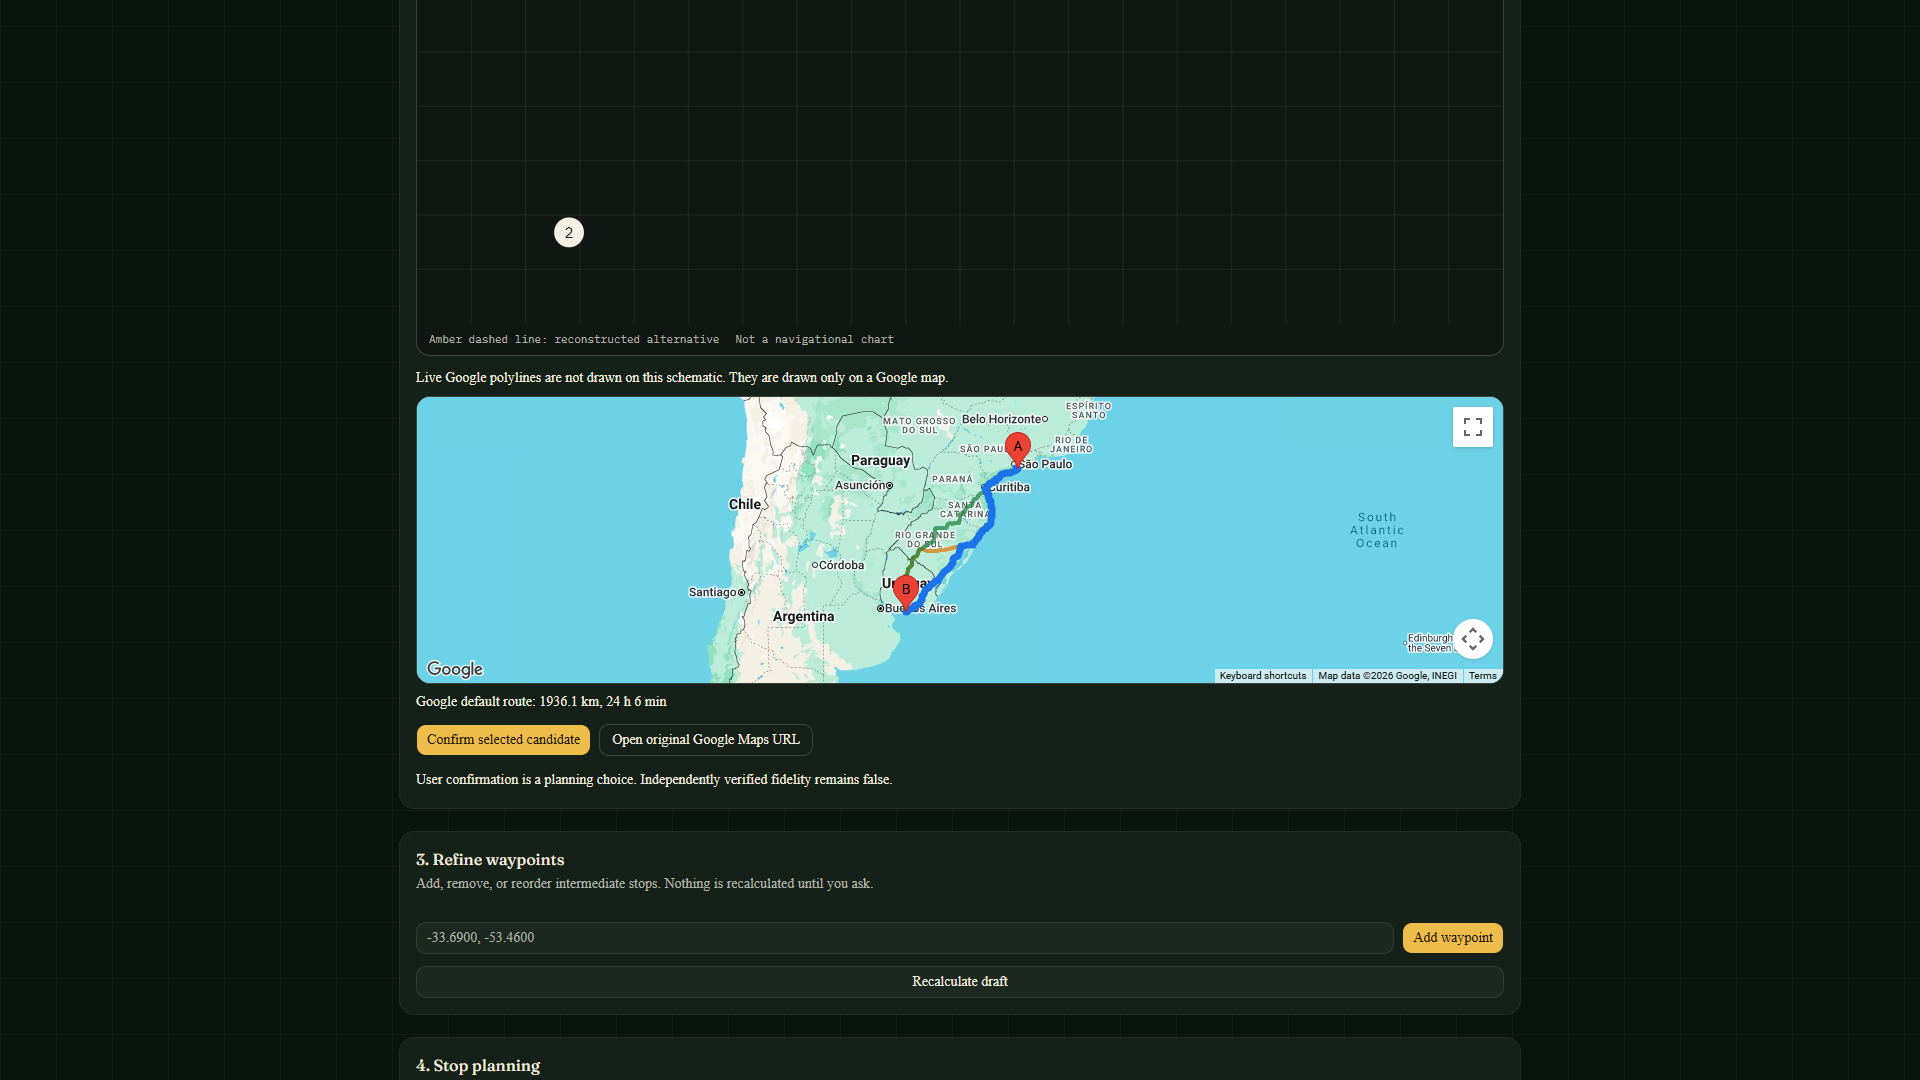 2
Amber dashed line: reconstructed alternative Not a navigational chart
Live Google polylines are not drawn on this schematic. They are drawn only on a Google map.
ESPÍRITO
SANTO
MATO GROSSO
DO SUL
Belo Horizonte
RIO DE
JANEIRO
SÃO PAU
A
Paraguay
São Paulo
Asunción
PARANÁ
Curitiba
Chile
SANTA
CATARINA
South
Atlantic
Ocean
RIO GRANDE
DO SUL
Córdoba
Santiago
B
Buenos Aires
Argentina
Edinburgh
the Seven
Google
Keyboard shortcuts
Map data ©2026 Google, INEGI
Terms
Google default route: 1936.1 km, 24 h 6 min
Confirm selected candidate
Open original Google Maps URL
User confirmation is a planning choice. Independently verified fidelity remains false.
3. Refine waypoints
Add, remove, or reorder intermediate stops. Nothing is recalculated until you ask.
-33.6900, -53.4600
Add waypoint
Recalculate draft
4. Stop planning